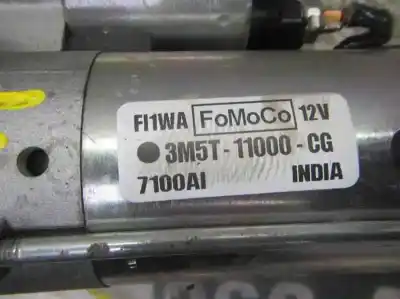 FI1WA FoMoCo 12V
3M5T - 11000 - CG
7100AI INDIA